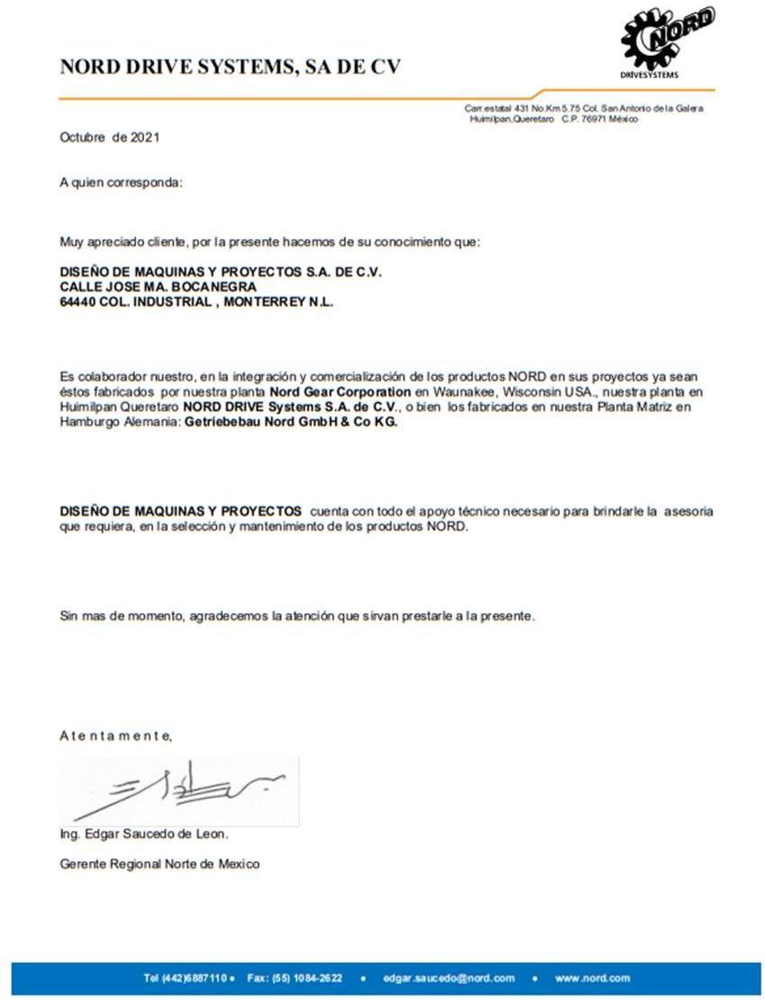 NORD
DRIVESYSTEMS
NORD DRIVE SYSTEMS, SA DE CV
Carr.estatal 431 No.Km 5.75 Col. San Antonio de la Galera
Huimilpan,Queretaro C.P. 76971 México
Octubre de 2021
A quien corresponda:
Muy apreciado cliente, por la presente hacemos de su conocimiento que:
DISEÑO DE MAQUINAS Y PROYECTOS S.A. DE C.V.
CALLE JOSE MA. BOCANEGRA
64440 COL. INDUSTRIAL , MONTERREY N.L.
Es colaborador nuestro, en la integración y comercialización de los productos NORD en sus proyectos ya sean
éstos fabricados por nuestra planta Nord Gear Corporation en Waunakee, Wisconsin USA., nuestra planta en
Huimilpan Queretaro NORD DRIVE Systems S.A. de C.V., o bien los fabricados en nuestra Planta Matriz en
Hamburgo Alemania: Getriebebau Nord GmbH & Co KG.
DISEÑO DE MAQUINAS Y PROYECTOS cuenta con todo el apoyo técnico necesario para brindarle la asesoria
que requiera, en la selección y mantenimiento de los productos NORD.
Sin mas de momento, agradecemos la atención que sirvan prestarle a la presente.
A t e n t a m e n t e,
Ing. Edgar Saucedo de Leon.
Gerente Regional Norte de Mexico
Tel (442)6887110 • Fax: (55) 1084-2622 • edgar.saucedo@nord.com • www.nord.com